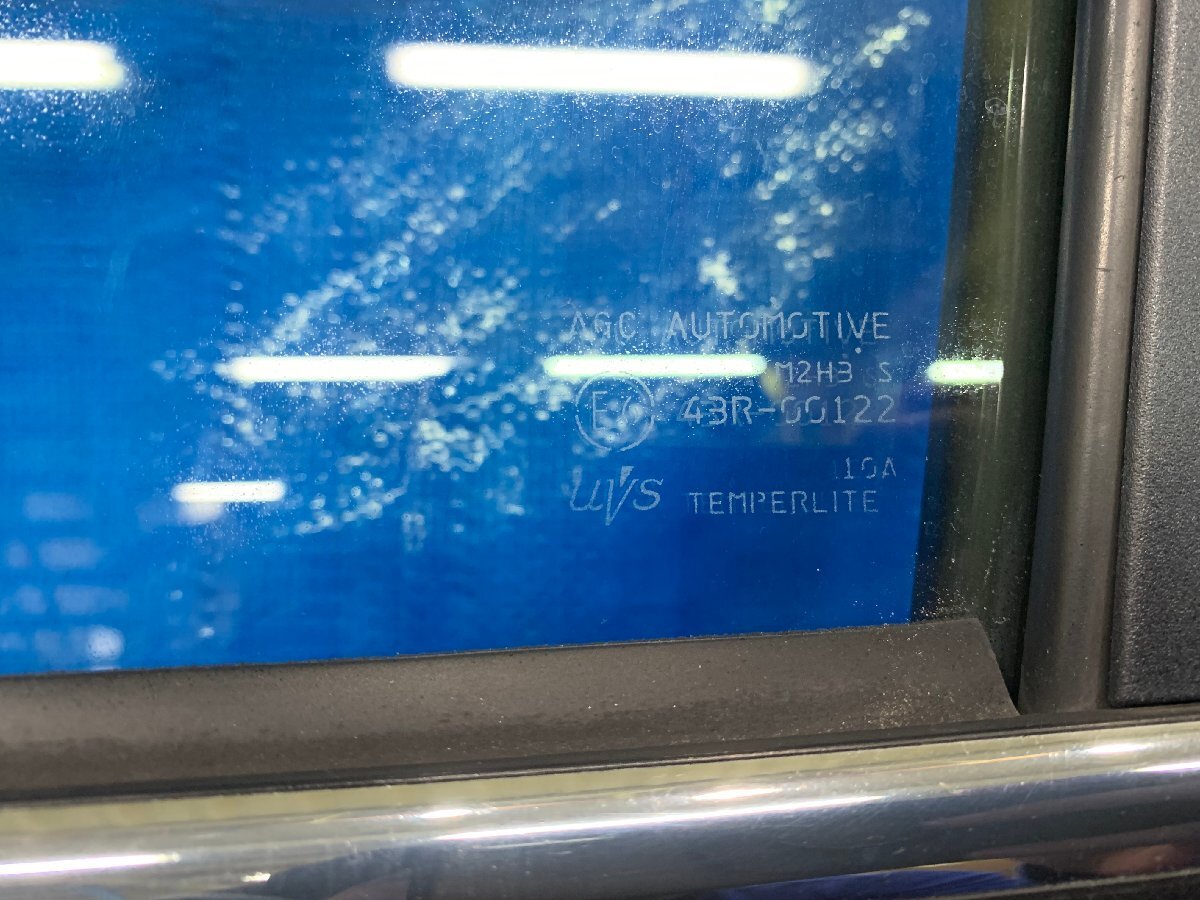 AGC AUTOMOTIVE
M2H3 S
43R-00122
10A
UVS TEMPERLITE